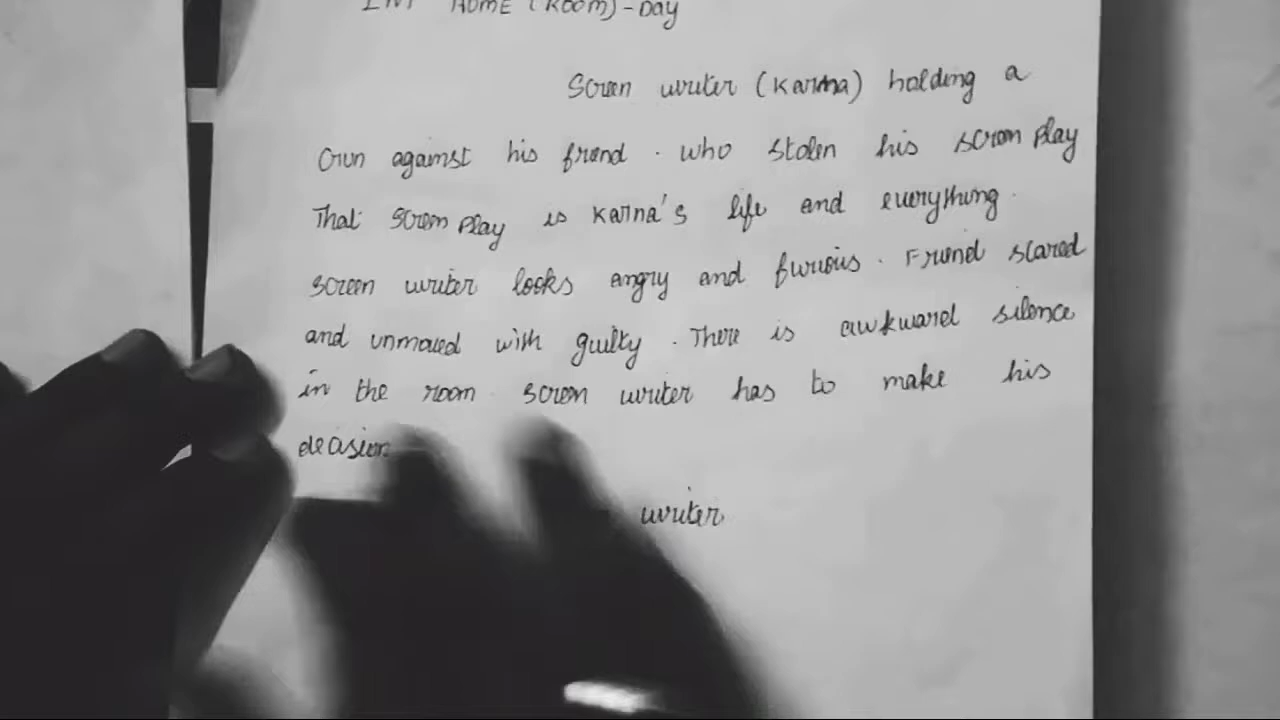 INT HOME (ROOM) - Day
Screen writer (Karna) holding a
Gun against his friend . who stolen his screen play
That screen play is Karna's life and everything .
screen writer looks angry and furious . Friend scared
and unmoved with guilty . There is awkward silence
in the room . screen writer has to make his
decision
writer